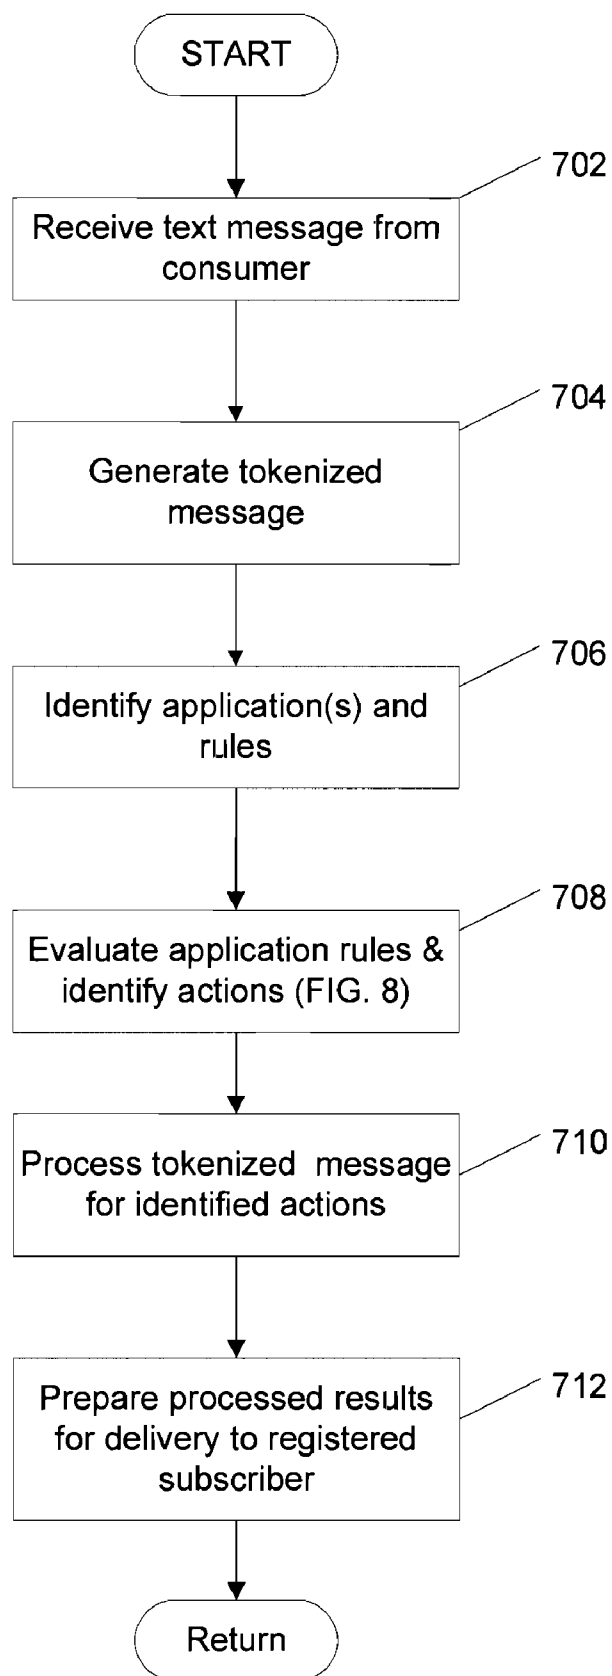 START
702
Receive text message from
consumer
704
Generate tokenized
message
706
Identify application(s) and
rules
708
Evaluate application rules &
identify actions (FIG. 8)
710
Process tokenized message
for identified actions
712
Prepare processed results
for delivery to registered
subscriber
Return